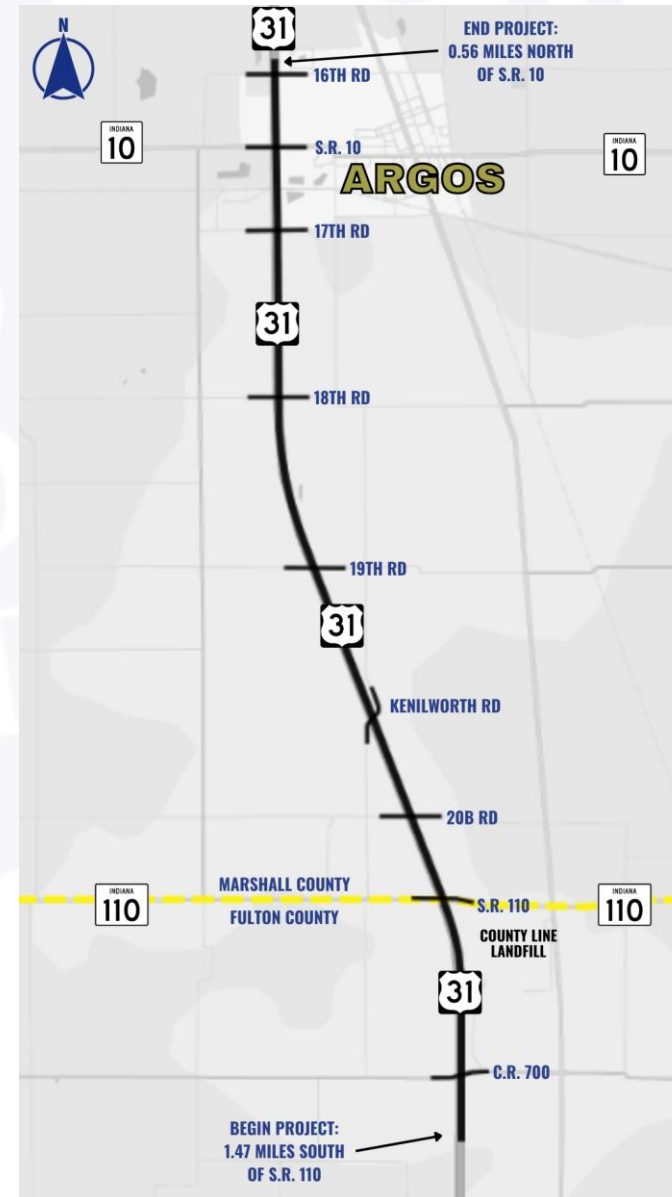 N
31
END PROJECT:
0.56 MILES NORTH
OF S.R. 10
16TH RD
INDIANA
10
S.R. 10
INDIANA
10
ARGOS
17TH RD
31
18TH RD
19TH RD
31
KENILWORTH RD
20B RD
MARSHALL COUNTY
INDIANA
110
FULTON COUNTY
S.R. 110
INDIANA
110
COUNTY LINE
LANDFILL
31
C.R. 700
BEGIN PROJECT:
1.47 MILES SOUTH
OF S.R. 110